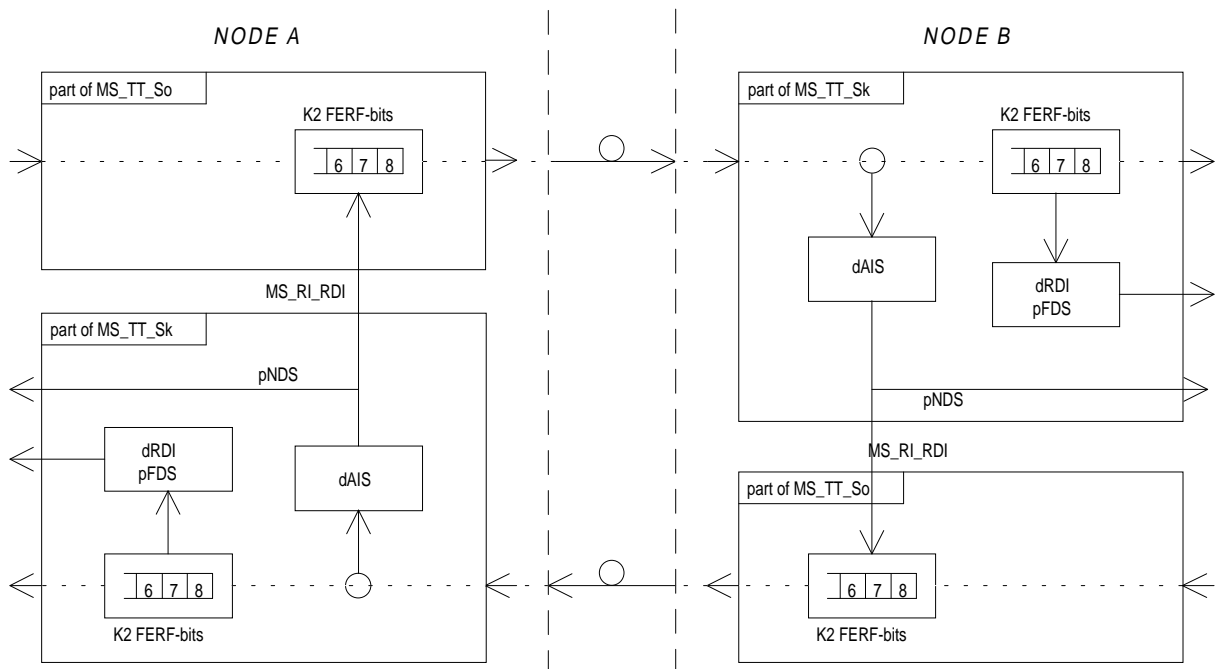 NODE A
part of MS_TT_So
K2 FERF-bits
6 7 8
MS_RI_RDI
part of MS_TT_Sk
pNDS
dRDI
pFDS
dAIS
6 7 8
K2 FERF-bits
NODE B
part of MS_TT_Sk
K2 FERF-bits
6 7 8
dAIS
dRDI
pFDS
pNDS
MS_RI_RDI
part of MS_TT_So
6 7 8
K2 FERF-bits